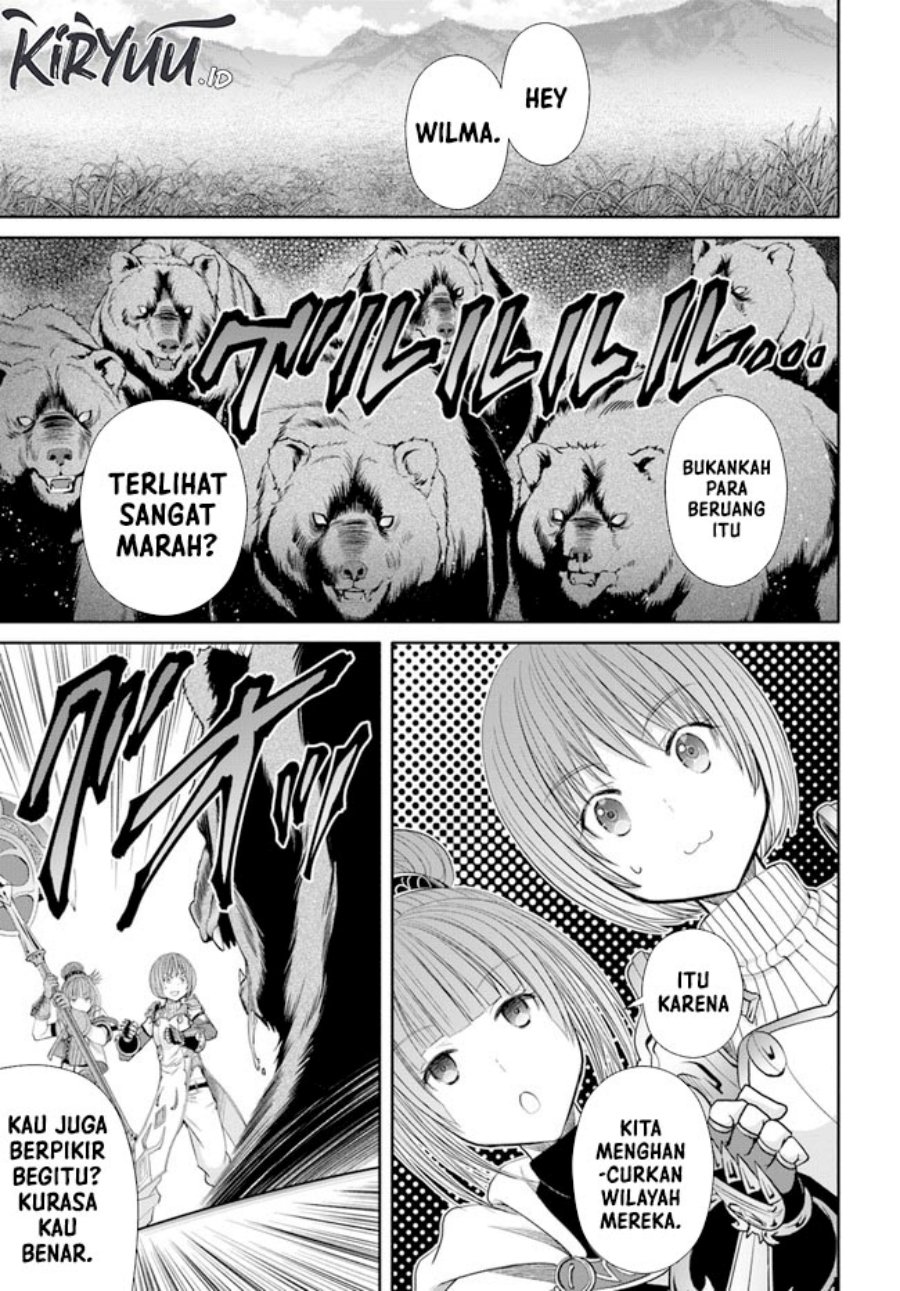 KIRYUU.ID
HEY
WILMA.
グルルルルル...
BUKANKAH
PARA
BERUANG
ITU
TERLIHAT
SANGAT
MARAH?
ITU
KARENA
KITA
MENGHAN
-CURKAN
WILAYAH
MEREKA.
グオッ
KAU JUGA
BERPIKIR
BEGITU?
KURASA
KAU
BENAR.